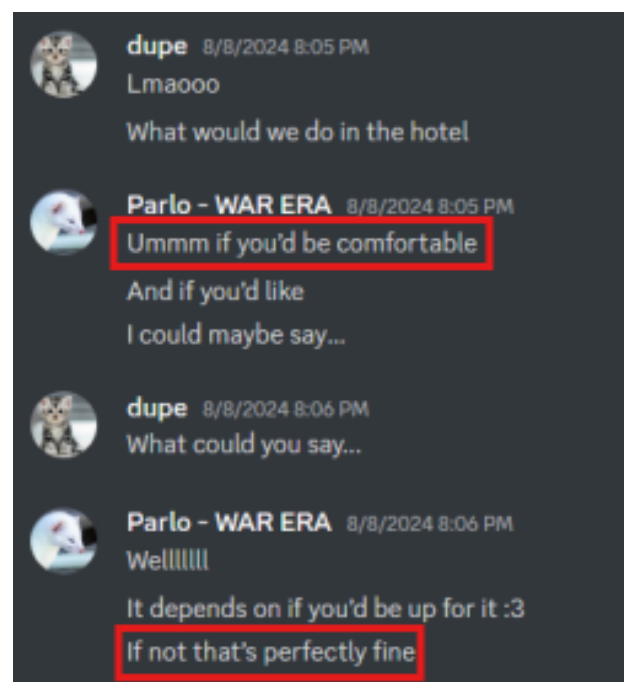 dupe 8/8/2024 8:05 PM
Lmaooo
What would we do in the hotel
Parlo - WAR ERA 8/8/2024 8:05 PM
Ummm if you'd be comfortable
And if you'd like
I could maybe say...
dupe 8/8/2024 8:06 PM
What could you say...
Parlo - WAR ERA 8/8/2024 8:06 PM
Welllllll
It depends on if you'd be up for it :3
If not that's perfectly fine